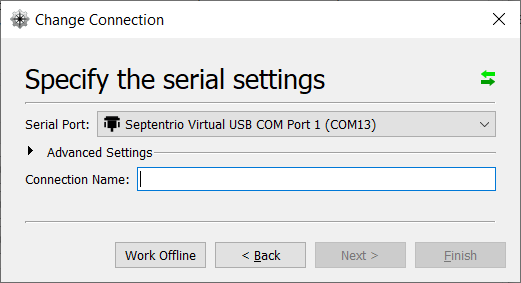 Change Connection
Specify the serial settings
Serial Port: Septentrio Virtual USB COM Port 1 (COM13)
Advanced Settings
Connection Name:
Work Offline < Back Next > Finish